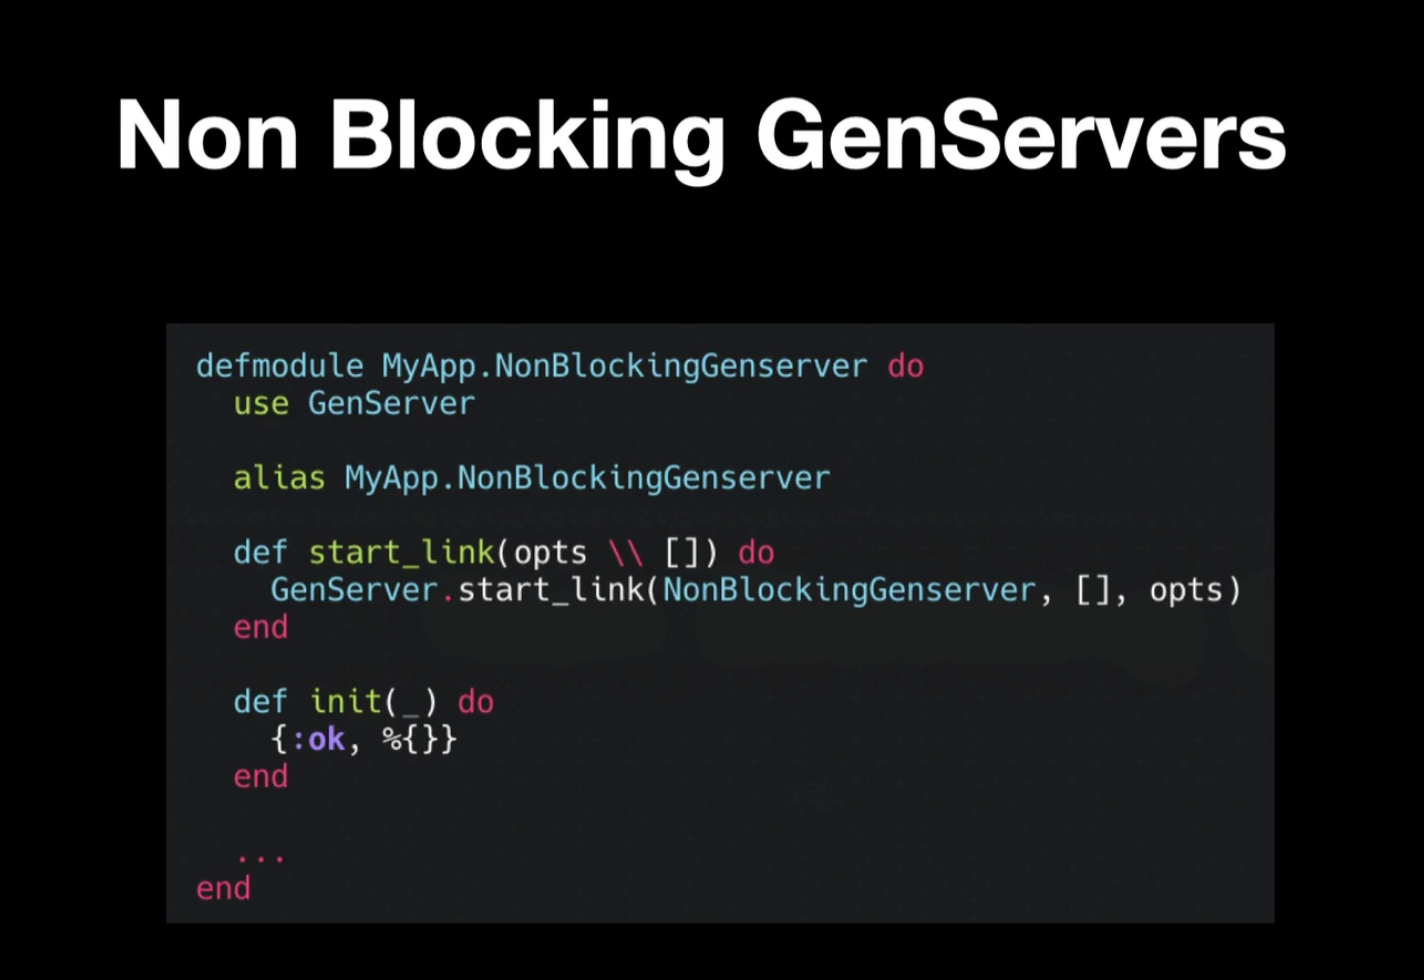 Non Blocking GenServers
defmodule MyApp.NonBlockingGenserver do
  use GenServer

  alias MyApp.NonBlockingGenserver

  def start_link(opts \\ []) do
    GenServer.start_link(NonBlockingGenserver, [], opts)
  end

  def init(_) do
    {:ok, %{}}
  end

  ...
end